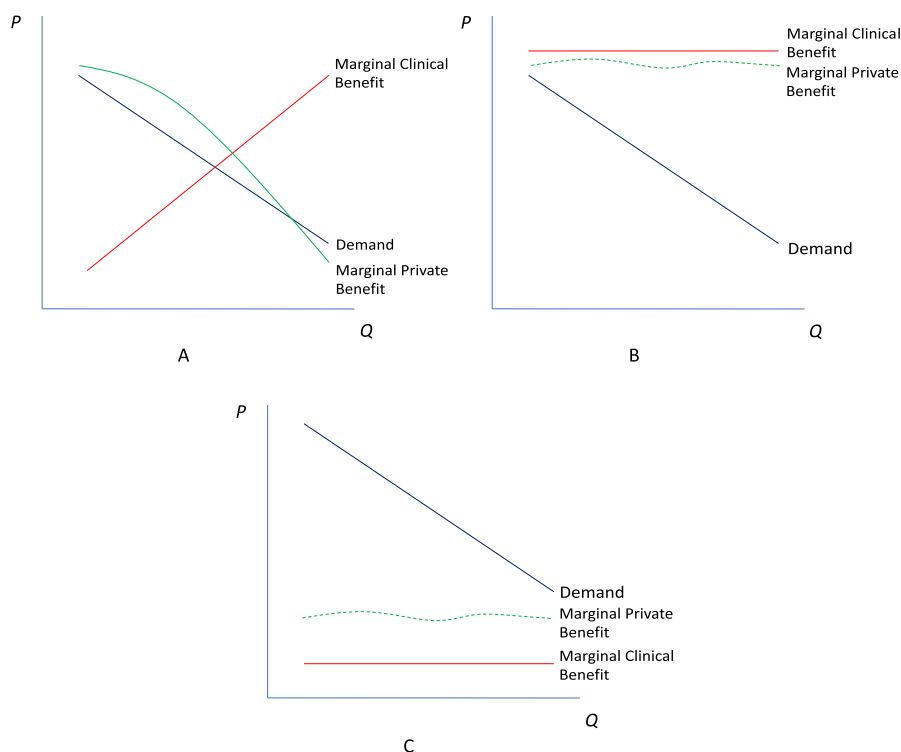 P
Marginal Clinical
Benefit
Demand
Marginal Private
Benefit
Q
A
P
Marginal Clinical
Benefit
Marginal Private
Benefit
Demand
Q
B
P
Demand
Marginal Private
Benefit
Marginal Clinical
Benefit
Q
C